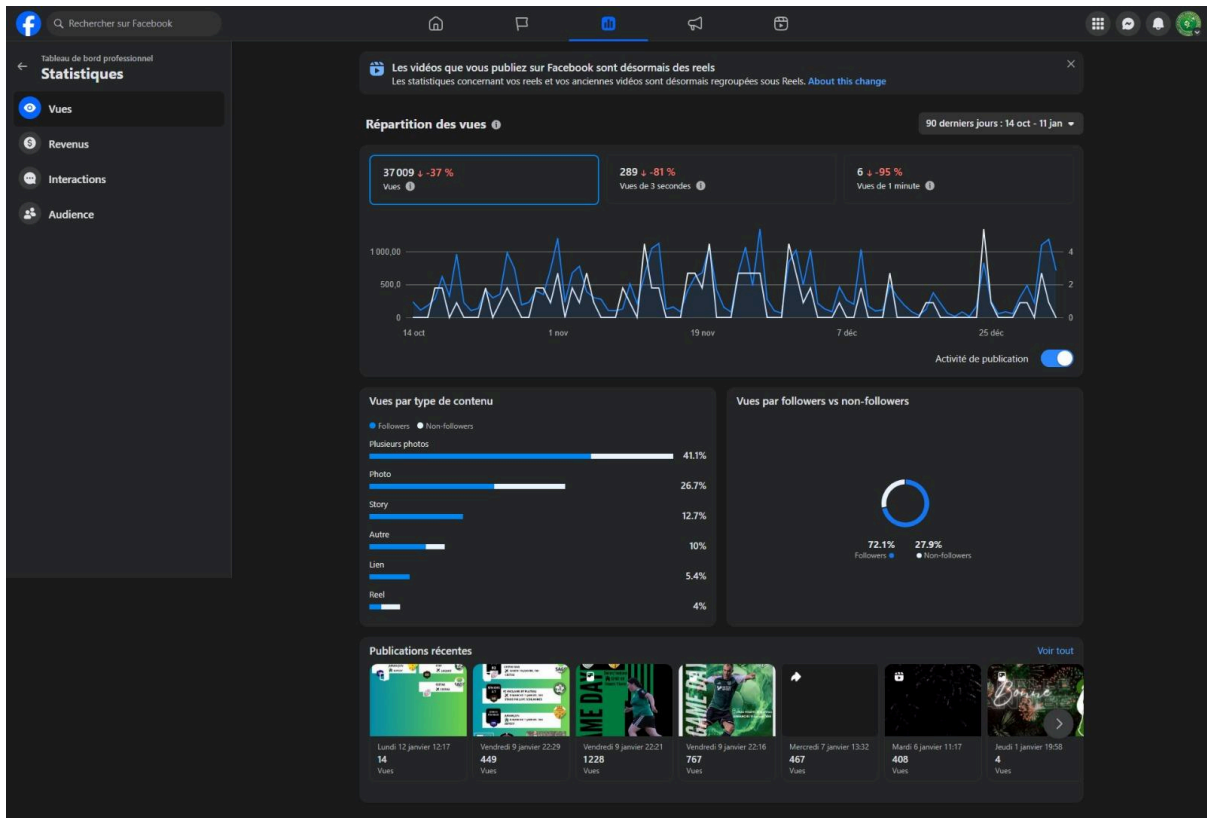 Rechercher sur Facebook
Tableau de bord professionnel
Statistiques
Vues
Revenus
Interactions
Audience
Les vidéos que vous publiez sur Facebook sont désormais des reels
Les statistiques concernant vos reels et vos anciennes vidéos sont désormais regroupées sous Reels. About this change
Répartition des vues
90 derniers jours : 14 oct - 11 jan
37 009 ↓ -37 %
Vues
289 ↓ -81 %
Vues de 3 secondes
6 ↓ -95 %
Vues de 1 minute
1 000,00
500,0
0
4
2
0
14 oct
1 nov
19 nov
7 déc
25 déc
Activité de publication
Vues par type de contenu
Followers Non-followers
Plusieurs photos
41.1%
Photo
26.7%
Story
12.7%
Autre
10%
Lien
5.4%
Reel
4%
Vues par followers vs non-followers
72.1% 27.9%
Followers Non-followers
Publications récentes
Voir tout
GAME DAY
GAME DAY
Bonne
Lundi 12 janvier 12:17
14
Vues
Vendredi 9 janvier 22:29
449
Vues
Vendredi 9 janvier 22:21
1228
Vues
Vendredi 9 janvier 22:16
767
Vues
Mercredi 7 janvier 13:32
467
Vues
Mardi 6 janvier 11:17
408
Vues
Jeudi 1 janvier 19:58
4
Vues